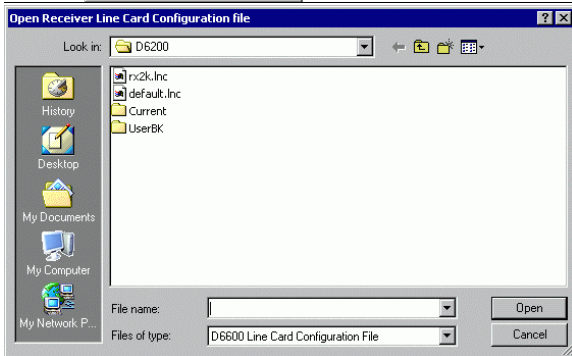 Open Receiver Line Card Configuration file
Look in: D6200
History
Desktop
My Documents
My Computer
My Network P...
rx2k.lnc
default.lnc
Current
UserBK
File name:
Open
Files of type: D6600 Line Card Configuration File
Cancel